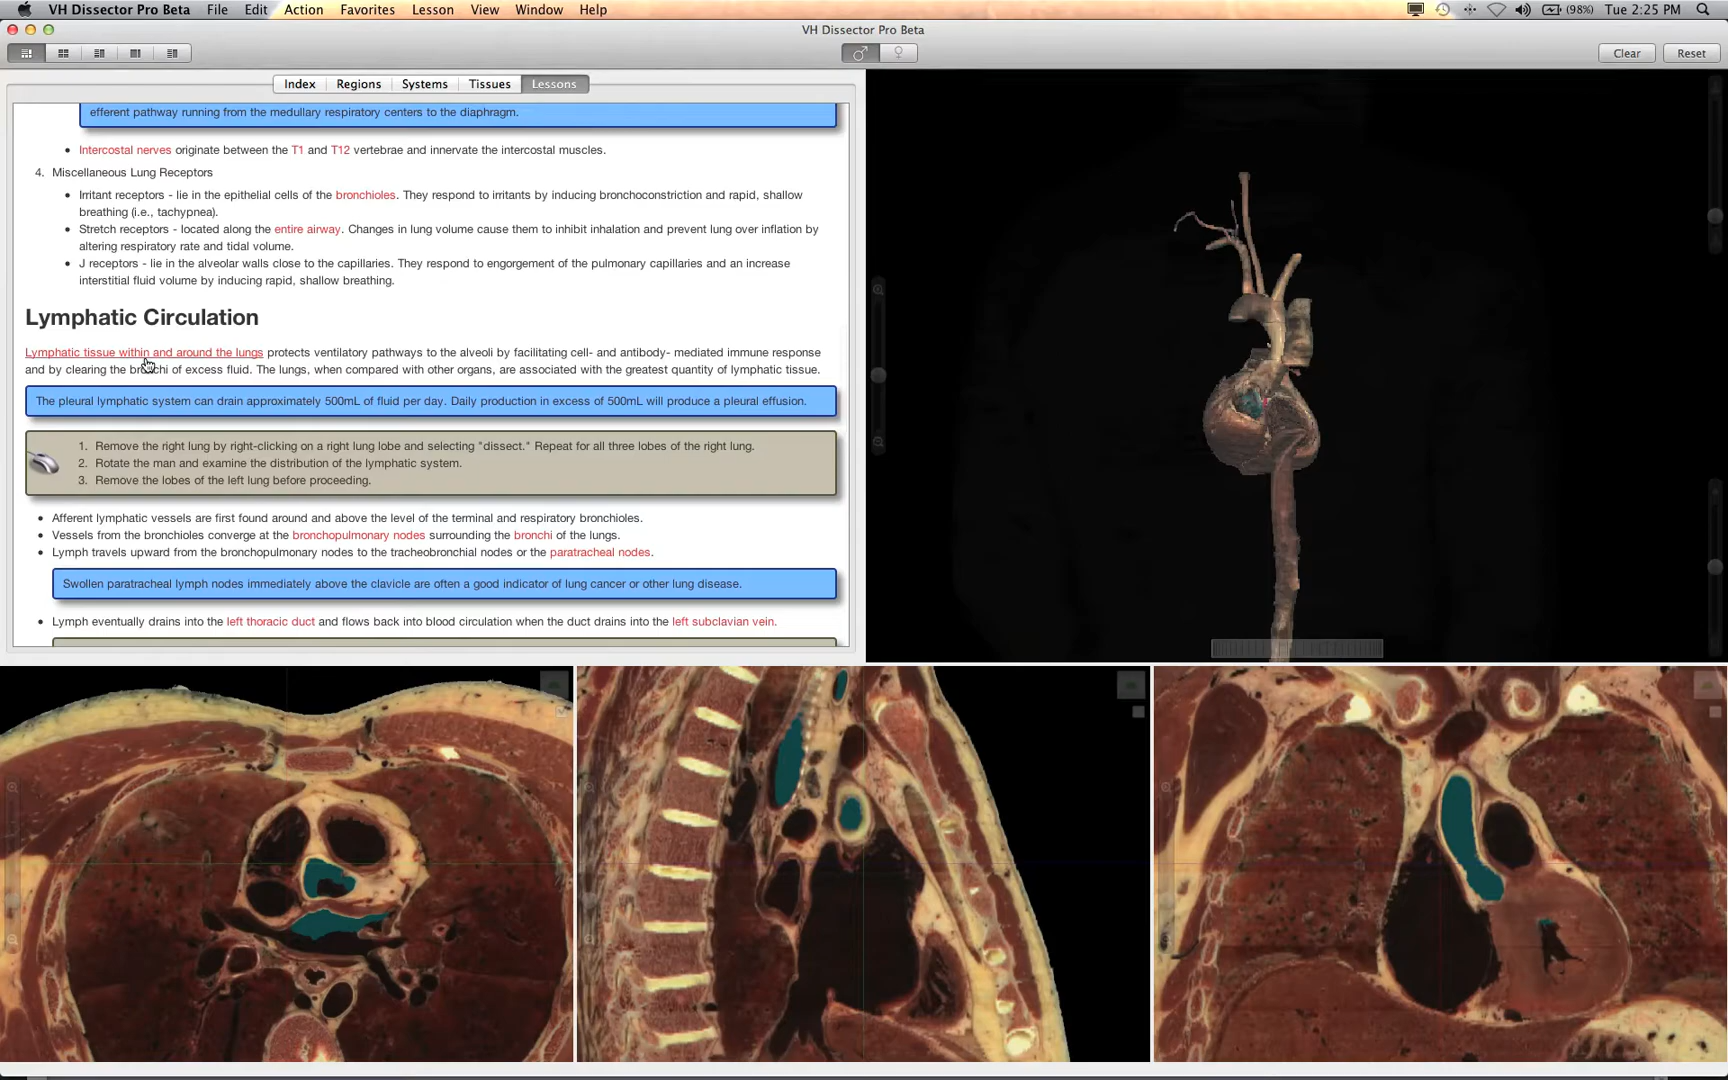 VH Dissector Pro Beta File Edit Action Favorites Lesson View Window Help (98%) Tue 2:25 PM
VH Dissector Pro Beta
Clear Reset
Index Regions Systems Tissues Lessons
efferent pathway running from the medullary respiratory centers to the diaphragm.
• Intercostal nerves originate between the T1 and T12 vertebrae and innervate the intercostal muscles.
4. Miscellaneous Lung Receptors
• Irritant receptors - lie in the epithelial cells of the bronchioles. They respond to irritants by inducing bronchoconstriction and rapid, shallow
breathing (i.e., tachypnea).
• Stretch receptors - located along the entire airway. Changes in lung volume cause them to inhibit inhalation and prevent lung over inflation by
altering respiratory rate and tidal volume.
• J receptors - lie in the alveolar walls close to the capillaries. They respond to engorgement of the pulmonary capillaries and an increase
interstitial fluid volume by inducing rapid, shallow breathing.
Lymphatic Circulation
Lymphatic tissue within and around the lungs protects ventilatory pathways to the alveoli by facilitating cell- and antibody- mediated immune response
and by clearing the bronchi of excess fluid. The lungs, when compared with other organs, are associated with the greatest quantity of lymphatic tissue.
The pleural lymphatic system can drain approximately 500mL of fluid per day. Daily production in excess of 500mL will produce a pleural effusion.
1. Remove the right lung by right-clicking on a right lung lobe and selecting "dissect." Repeat for all three lobes of the right lung.
2. Rotate the man and examine the distribution of the lymphatic system.
3. Remove the lobes of the left lung before proceeding.
• Afferent lymphatic vessels are first found around and above the level of the terminal and respiratory bronchioles.
• Vessels from the bronchioles converge at the bronchopulmonary nodes surrounding the bronchi of the lungs.
• Lymph travels upward from the bronchopulmonary nodes to the tracheobronchial nodes or the paratracheal nodes.
Swollen paratracheal lymph nodes immediately above the clavicle are often a good indicator of lung cancer or other lung disease.
• Lymph eventually drains into the left thoracic duct and flows back into blood circulation when the duct drains into the left subclavian vein.